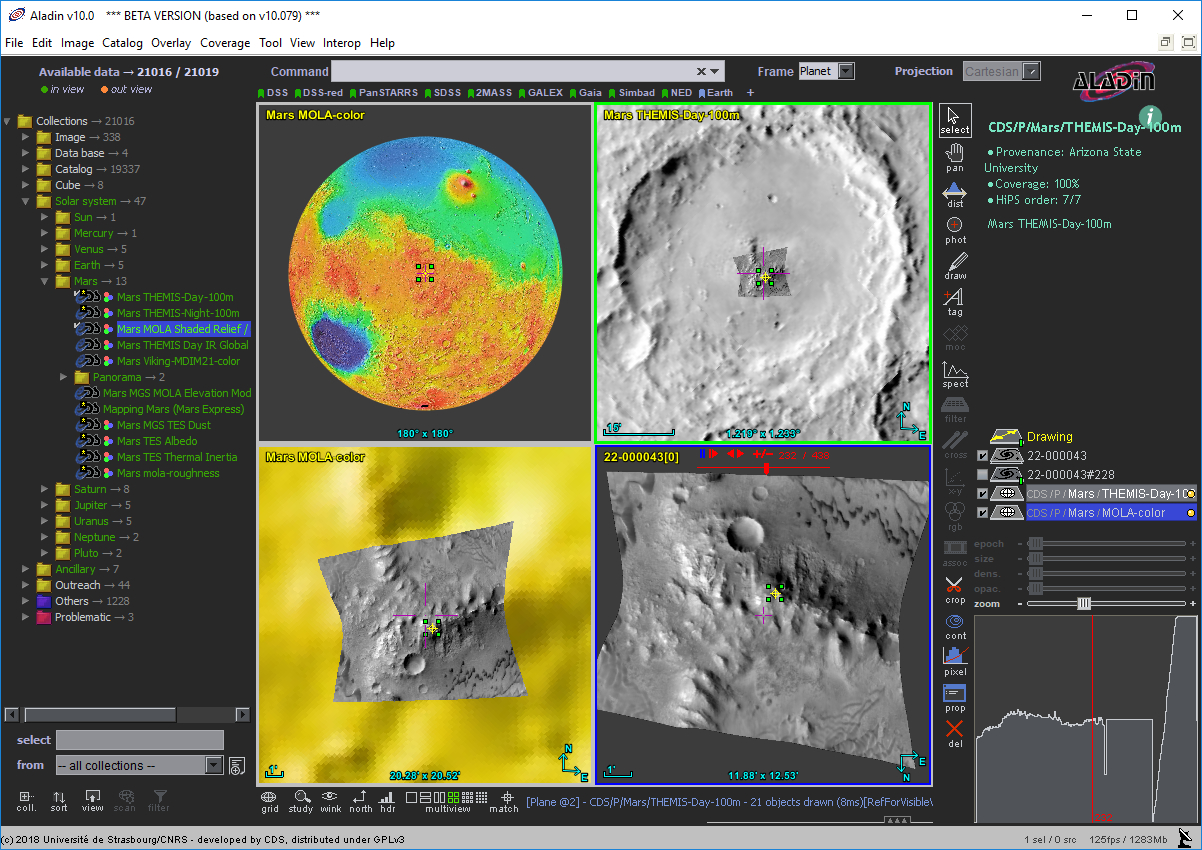 Aladin v10.0 *** BETA VERSION (based on v10.079) ***
File Edit Image Catalog Overlay Coverage Tool View Interop Help
Available data → 21016 / 21019
in view out view
Command
Frame Planet
Projection Cartesian
ALADIN
DSS DSS-red PanSTARRS SDSS 2MASS GALEX Gaia Simbad NED Earth +
Collections → 21016
Image → 338
Data base → 4
Catalog → 19337
Cube → 8
Solar system → 47
Sun → 1
Mercury → 1
Venus → 5
Earth → 5
Mars → 13
Mars THEMIS-Day-100m
Mars THEMIS-Night-100m
Mars MOLA Shaded Relief /
Mars THEMIS Day IR Global
Mars Viking-MDIM21-color
Panorama → 2
Mars MGS MOLA Elevation Mod
Mapping Mars (Mars Express)
Mars MGS TES Dust
Mars TES Albedo
Mars TES Thermal Inertia
Mars mola-roughness
Saturn → 8
Jupiter → 5
Uranus → 5
Neptune → 2
Pluto → 2
Ancillary → 7
Outreach → 44
Others → 1228
Problematic → 3
select
from -- all collections --
coll. sort view scan filter
Mars MOLA-color
180° x 180°
Mars THEMIS-Day-100m
15'
1.219° x 1.233°
N
E
Mars MOLA-color
1'
20.28' x 20.52'
N
E
22-000043[0]
1'
11.88' x 12.53'
E
N
grid study wink north hdr multiview match
[Plane @2] - CDS/P/Mars/THEMIS-Day-100m - 21 objects drawn (8ms)[RefForVisible\
select
pan
dist
phot
draw
tag
moc
spect
filter
cross
x-y
rgb
assoc
crop
cont
pixel
prop
del
i
CDS/P/Mars/THEMIS-Day-100m
Provenance: Arizona State
University
Coverage: 100%
HiPS order: 7/7
Mars THEMIS-Day-100m
Drawing
22-000043
22-000043#228
CDS/P/Mars/THEMIS-Day-10
CDS/P/Mars/MOLA-color
epoch - +
size - +
dens. - +
opac. - +
zoom - +
(c) 2018 Université de Strasbourg/CNRS - developed by CDS, distributed under GPLv3
1 sel / 0 src 125fps / 1283Mb